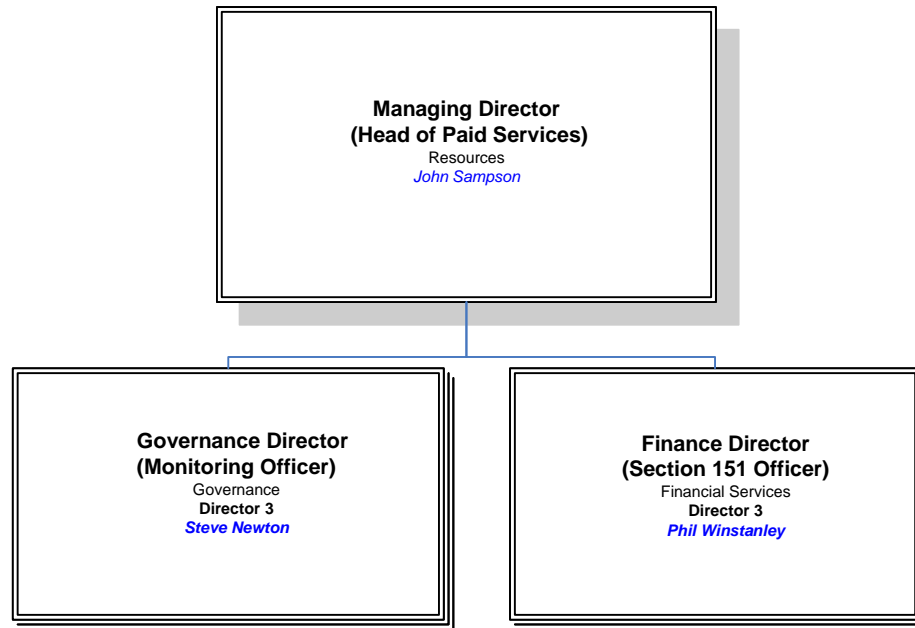 Managing Director
(Head of Paid Services)
Resources
John Sampson
Governance Director
(Monitoring Officer)
Governance
Director 3
Steve Newton
Finance Director
(Section 151 Officer)
Financial Services
Director 3
Phil Winstanley